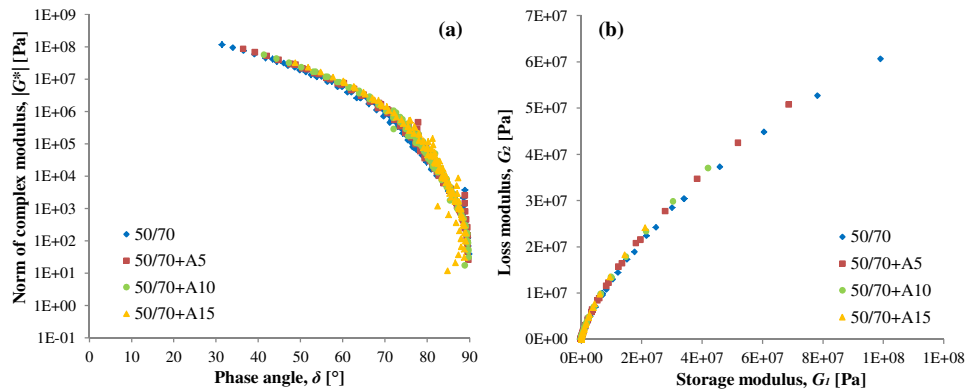 (a)
Norm of complex modulus, |G*| [Pa]
1E+09
1E+08
1E+07
1E+06
1E+05
1E+04
1E+03
1E+02
1E+01
1E+00
1E-01
50/70
50/70+A5
50/70+A10
50/70+A15
0 10 20 30 40 50 60 70 80 90
Phase angle, δ [°]
(b)
Loss modulus, G2 [Pa]
7E+07
6E+07
5E+07
4E+07
3E+07
2E+07
1E+07
0E+00
50/70
50/70+A5
50/70+A10
50/70+A15
0E+00 2E+07 4E+07 6E+07 8E+07 1E+08 1E+08
Storage modulus, G1 [Pa]